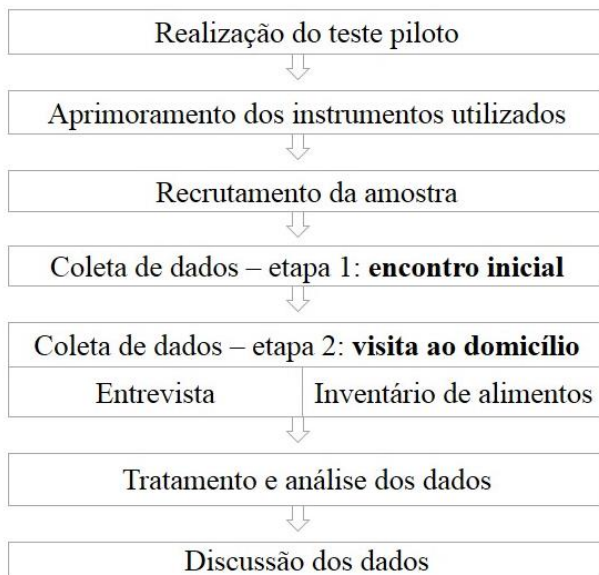 Realização do teste piloto
Aprimoramento dos instrumentos utilizados
Recrutamento da amostra
Coleta de dados – etapa 1: encontro inicial
Coleta de dados – etapa 2: visita ao domicílio
Entrevista
Inventário de alimentos
Tratamento e análise dos dados
Discussão dos dados